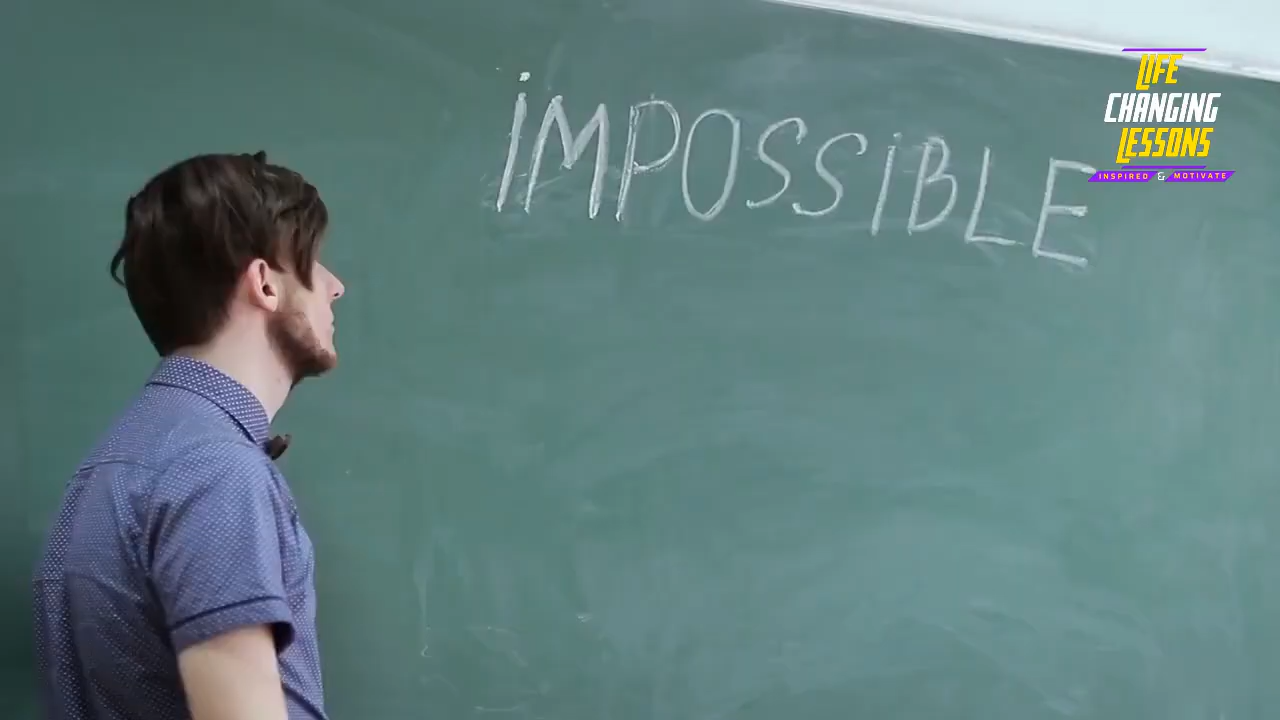 iMPOSSiBLE
LIFE
CHANGING
LESSONS
INSPIRED & MOTIVATE